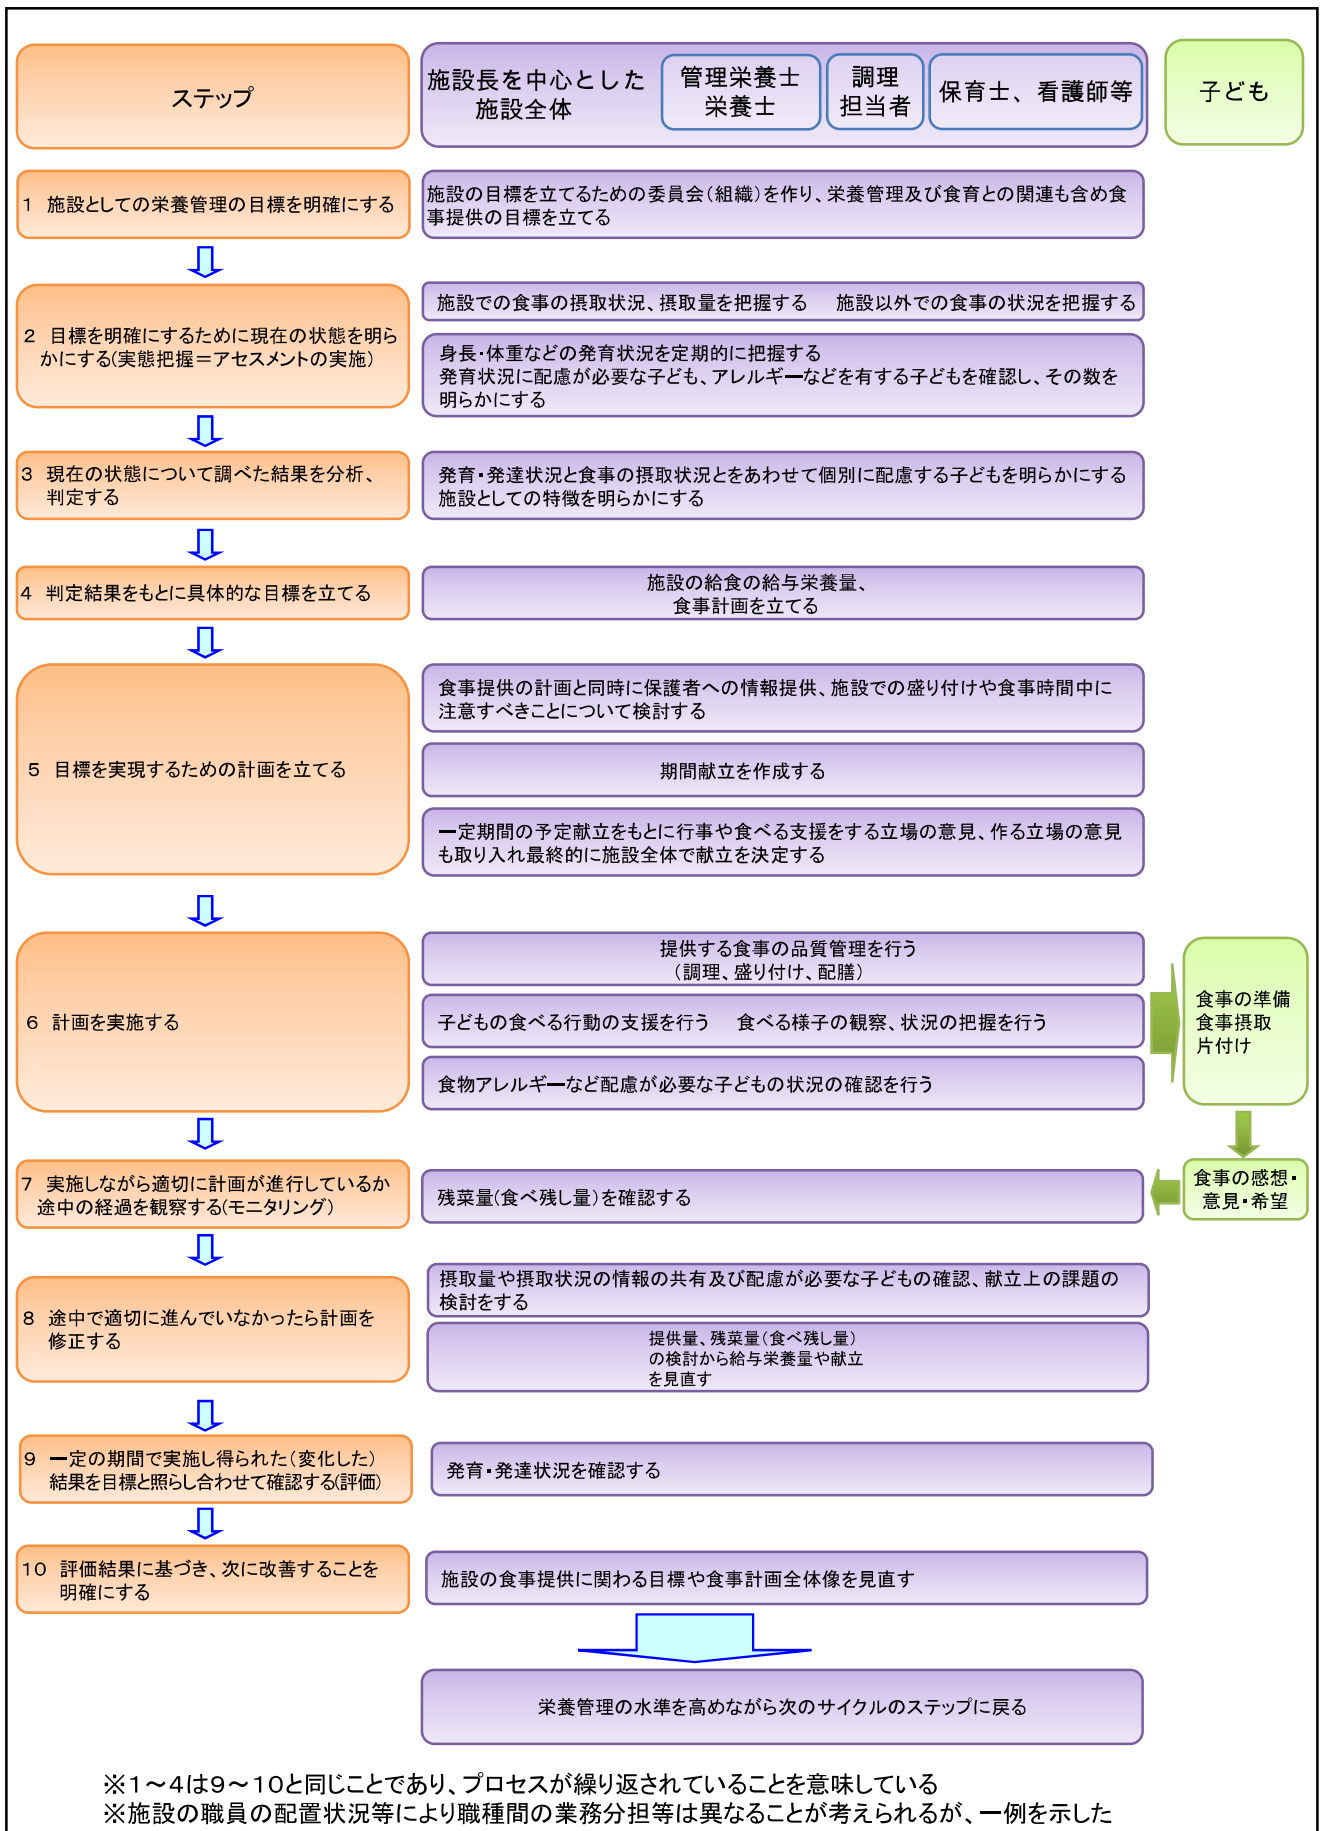 ステップ
施設長を中心とした
施設全体
管理栄養士
栄養士
調理
担当者
保育士、看護師等
子ども
1 施設としての栄養管理の目標を明確にする
施設の目標を立てるための委員会(組織)を作り、栄養管理及び食育との関連も含め食
事提供の目標を立てる
2 目標を明確にするために現在の状態を明ら
かにする(実態把握=アセスメントの実施)
施設での食事の摂取状況、摂取量を把握する 施設以外での食事の状況を把握する
身長・体重などの発育状況を定期的に把握する
発育状況に配慮が必要な子ども、アレルギーなどを有する子どもを確認し、その数を
明らかにする
3 現在の状態について調べた結果を分析、
判定する
発育・発達状況と食事の摂取状況とをあわせて個別に配慮する子どもを明らかにする
施設としての特徴を明らかにする
4 判定結果をもとに具体的な目標を立てる
施設の給食の給与栄養量、
食事計画を立てる
5 目標を実現するための計画を立てる
食事提供の計画と同時に保護者への情報提供、施設での盛り付けや食事時間中に
注意すべきことについて検討する
期間献立を作成する
一定期間の予定献立をもとに行事や食べる支援をする立場の意見、作る立場の意見
も取り入れ最終的に施設全体で献立を決定する
6 計画を実施する
提供する食事の品質管理を行う
(調理、盛り付け、配膳)
子どもの食べる行動の支援を行う 食べる様子の観察、状況の把握を行う
食物アレルギーなど配慮が必要な子どもの状況の確認を行う
食事の準備
食事摂取
片付け
7 実施しながら適切に計画が進行しているか
途中の経過を観察する(モニタリング)
残菜量(食べ残し量)を確認する
食事の感想・
意見・希望
8 途中で適切に進んでいなかったら計画を
修正する
摂取量や摂取状況の情報の共有及び配慮が必要な子どもの確認、献立上の課題の
検討をする
提供量、残菜量(食べ残し量)
の検討から給与栄養量や献立
を見直す
9 一定の期間で実施し得られた(変化した)
結果を目標と照らし合わせて確認する(評価)
発育・発達状況を確認する
10 評価結果に基づき、次に改善することを
明確にする
施設の食事提供に関わる目標や食事計画全体像を見直す
栄養管理の水準を高めながら次のサイクルのステップに戻る
※1~4は9~10と同じことであり、プロセスが繰り返されていることを意味している
※施設の職員の配置状況等により職種間の業務分担等は異なることが考えられるが、一例を示した